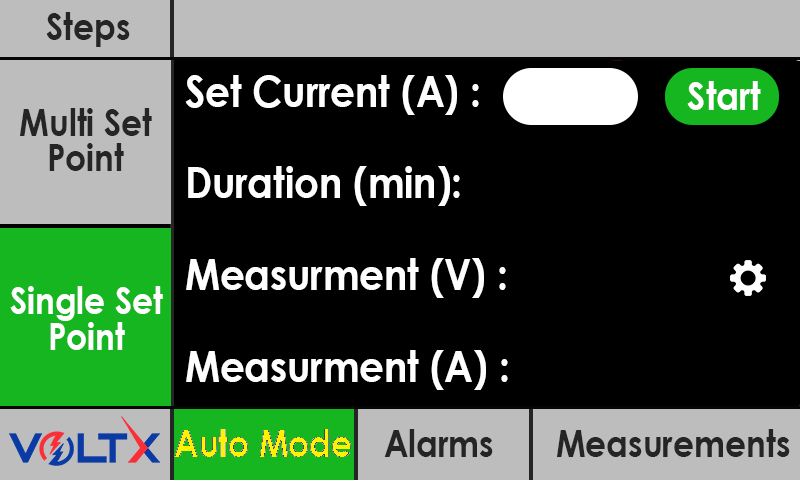 Steps
Multi Set
Point
Single Set
Point
Set Current (A) :
Start
Duration (min):
Measurment (V) :
Measurment (A) :
VOLTX
Auto Mode
Alarms
Measurements